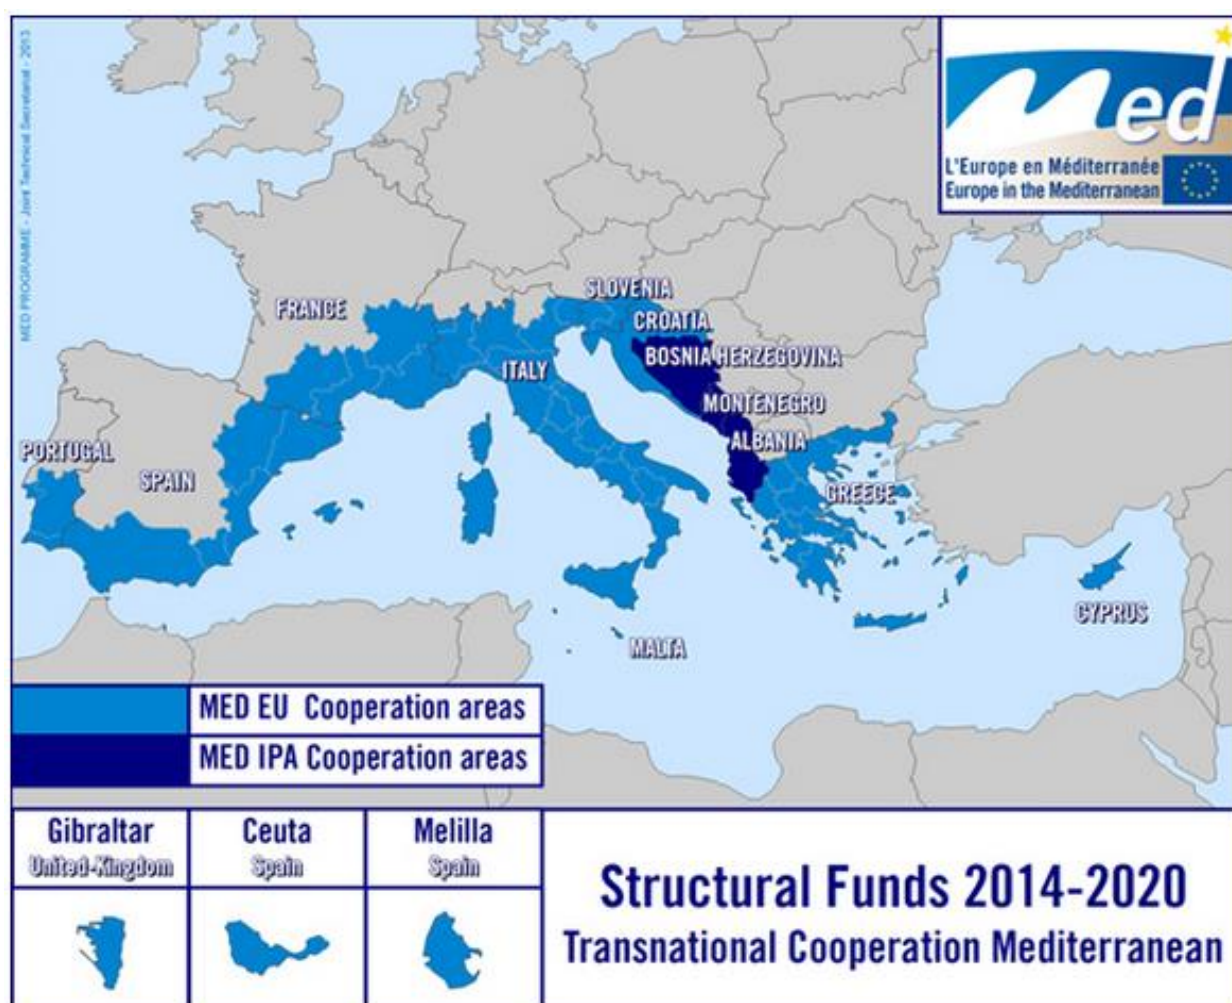 MED PROGRAMME - Joint Technical Secretariat - 2013
Med
L'Europe en Méditerranée
Europe in the Mediterranean
SLOVENIA
FRANCE
CROATIA
BOSNIA HERZEGOVINA
ITALY
MONTENEGRO
ALBANIA
PORTUGAL
SPAIN
GREECE
CYPRUS
MALTA
MED EU Cooperation areas
MED IPA Cooperation areas
Gibraltar
United-Kingdom
Ceuta
Spain
Melilla
Spain
Structural Funds 2014-2020
Transnational Cooperation Mediterranean